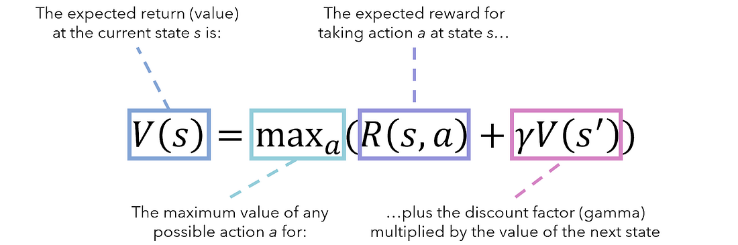 The expected return (value)
at the current state s is:
The expected reward for
taking action a at state s...
V(s) = maxₐ(R(s, a) + γV(s′))
The maximum value of any
possible action a for:
...plus the discount factor (gamma)
multiplied by the value of the next state